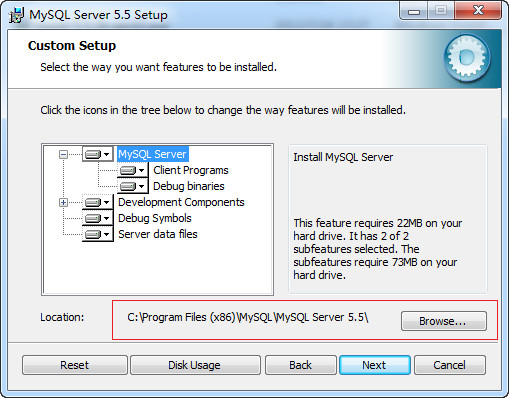 MySQL Server 5.5 Setup
Custom Setup
Select the way you want features to be installed.
Click the icons in the tree below to change the way features will be installed.
MySQL Server
Client Programs
Debug binaries
Development Components
Debug Symbols
Server data files
Install MySQL Server
This feature requires 22MB on your
hard drive. It has 2 of 2
subfeatures selected. The
subfeatures require 73MB on your
hard drive.
Location:
C:\Program Files (x86)\MySQL\MySQL Server 5.5\
Browse...
Reset
Disk Usage
Back
Next
Cancel